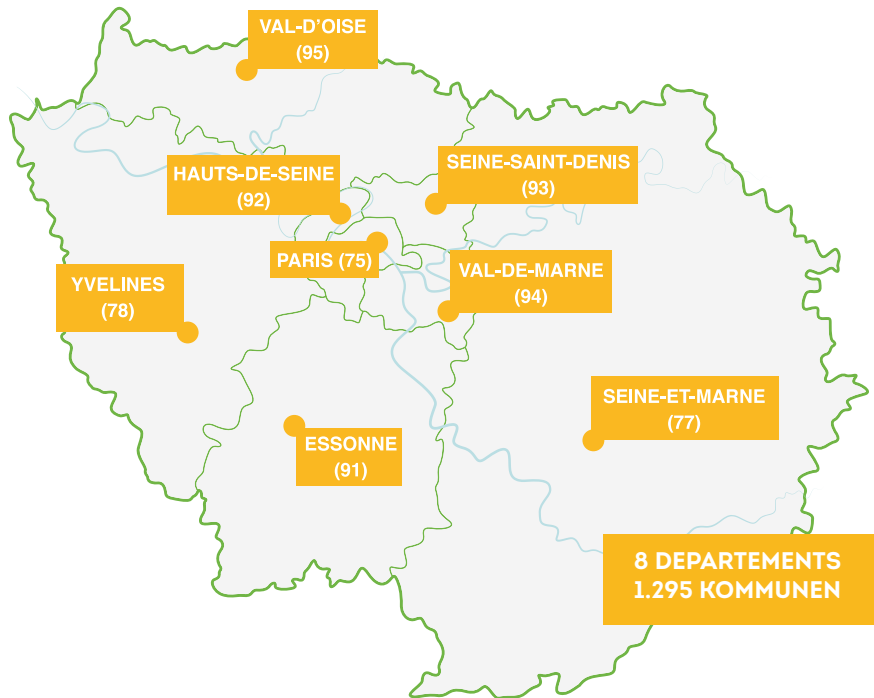 VAL-D'OISE
(95)
HAUTS-DE-SEINE
(92)
SEINE-SAINT-DENIS
(93)
PARIS (75)
VAL-DE-MARNE
(94)
YVELINES
(78)
SEINE-ET-MARNE
(77)
ESSONNE
(91)
8 DEPARTEMENTS
1.295 KOMMUNEN